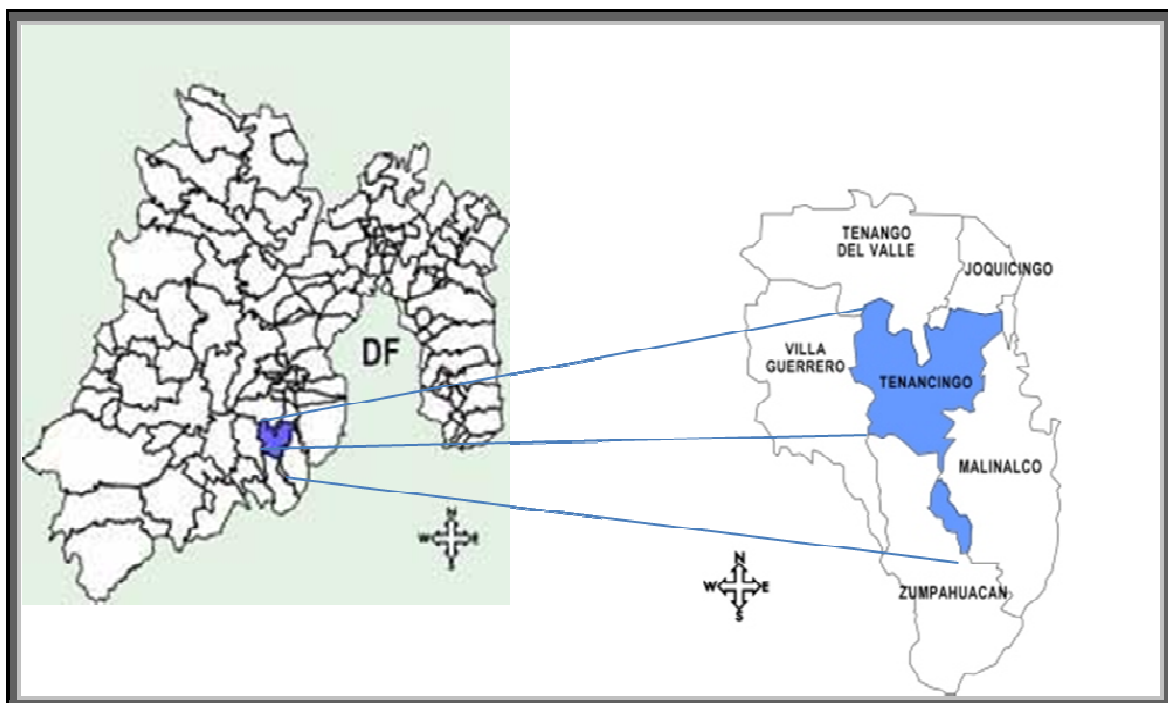 DF
N
W E
S
TENANGO
DEL VALLE
JOQUICINGO
VILLA
GUERRERO
TENANCINGO
MALINALCO
ZUMPAHUACAN
N
W E
S